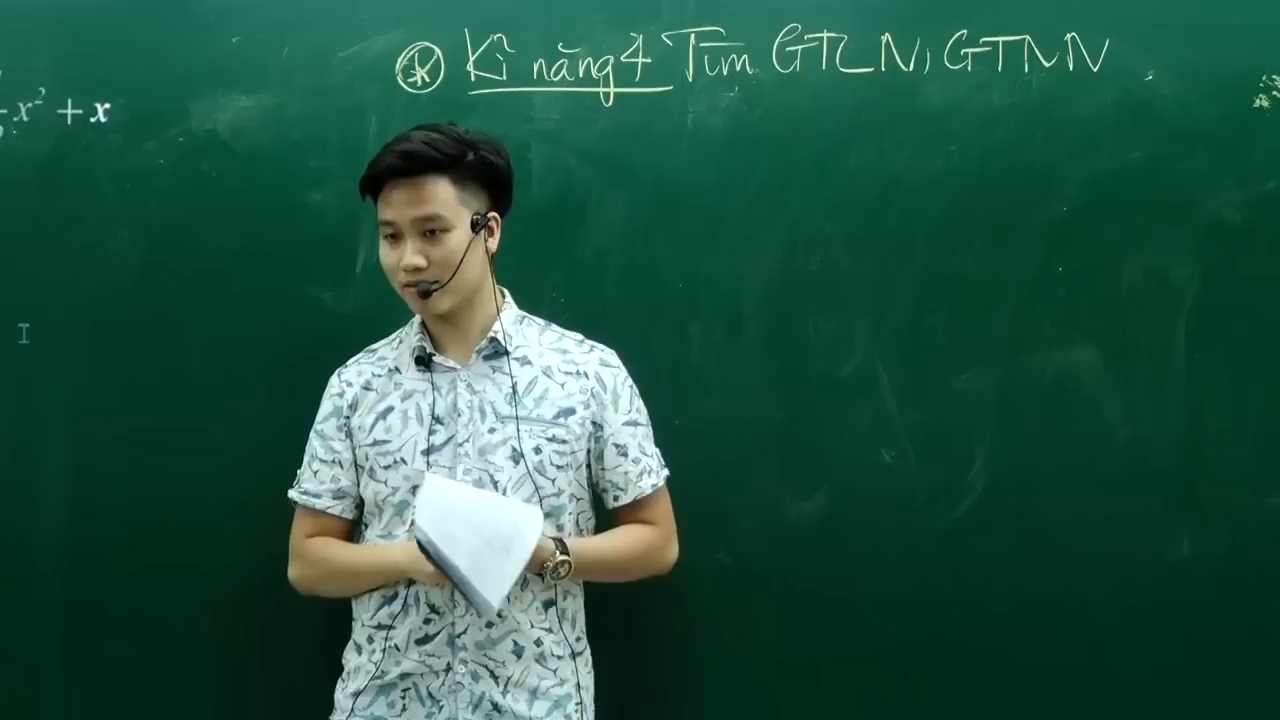 Kĩ năng 4 Tìm GTLN, GTNN
x² + x